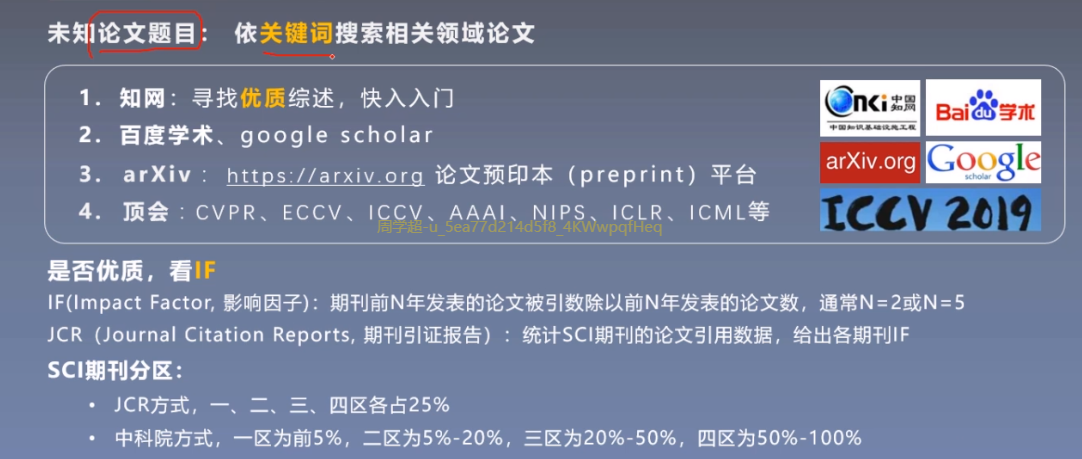 未知论文题目： 依关键词搜索相关领域论文
1. 知网：寻找优质综述，快入入门
2. 百度学术、google scholar
3. arXiv：https://arxiv.org 论文预印本（preprint）平台
4. 顶会：CVPR、ECCV、ICCV、AAAI、NIPS、ICLR、ICML等
Cnki 中国知网
中国知识基础设施工程
Bai du 学术
arXiv.org
Google
scholar
ICCV 2019
周学超-u_5ea77d214d5f8_4KWwpqfHeq
是否优质，看IF
IF(Impact Factor, 影响因子)：期刊前N年发表的论文被引数除以前N年发表的论文数，通常N=2或N=5
JCR（Journal Citation Reports, 期刊引证报告）：统计SCI期刊的论文引用数据，给出各期刊IF
SCI期刊分区：
• JCR方式，一、二、三、四区各占25%
• 中科院方式，一区为前5%，二区为5%-20%，三区为20%-50%，四区为50%-100%